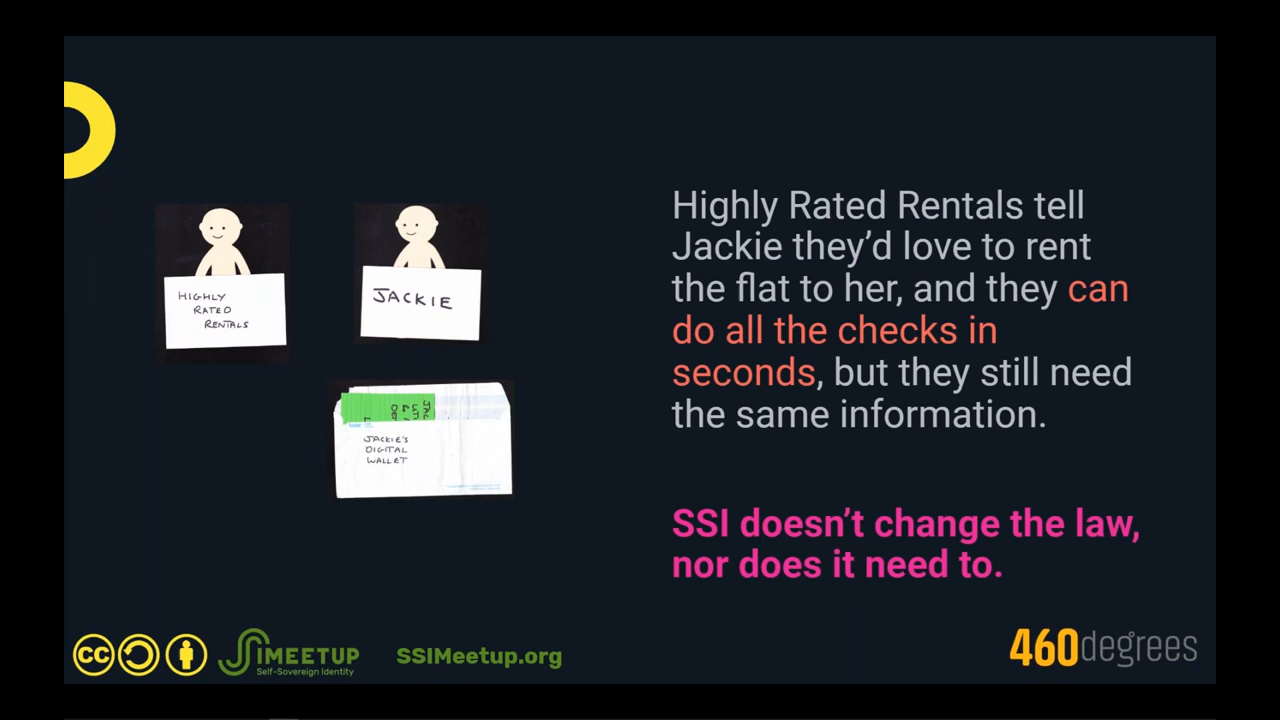 Highly Rated Rentals tell
Jackie they’d love to rent
the flat to her, and they can
do all the checks in
seconds, but they still need
the same information.
SSI doesn’t change the law,
nor does it need to.
HIGHLY
RATED
RENTALS
JACKIE
JACKIE'S
DIGITAL
WALLET
CC
SIMEETUP
Self-Sovereign Identity
SSIMeetup.org
460degrees